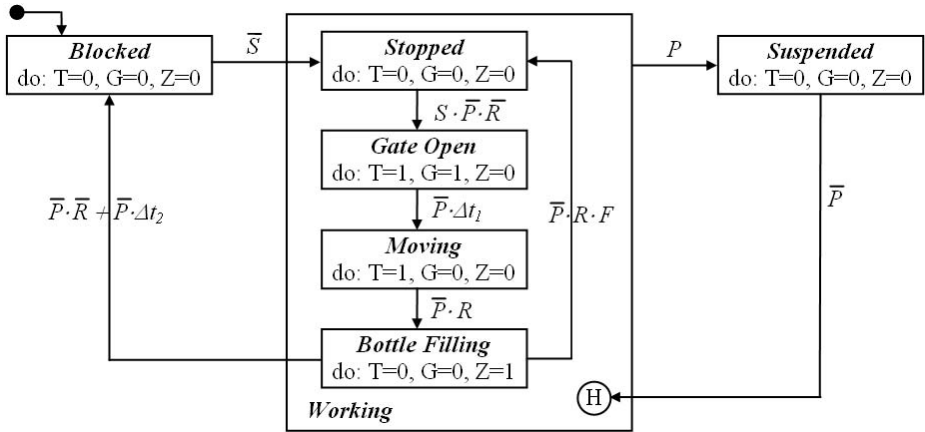 Blocked
do: T=0, G=0, Z=0
S̅
Stopped
do: T=0, G=0, Z=0
P
Suspended
do: T=0, G=0, Z=0
S·P̅·R̅
Gate Open
do: T=1, G=1, Z=0
P̅·R̅ + P̅·Δt₂
P̅·Δt₁
P̅·R·F
P̅
Moving
do: T=1, G=0, Z=0
P̅·R
Bottle Filling
do: T=0, G=0, Z=1
H
Working